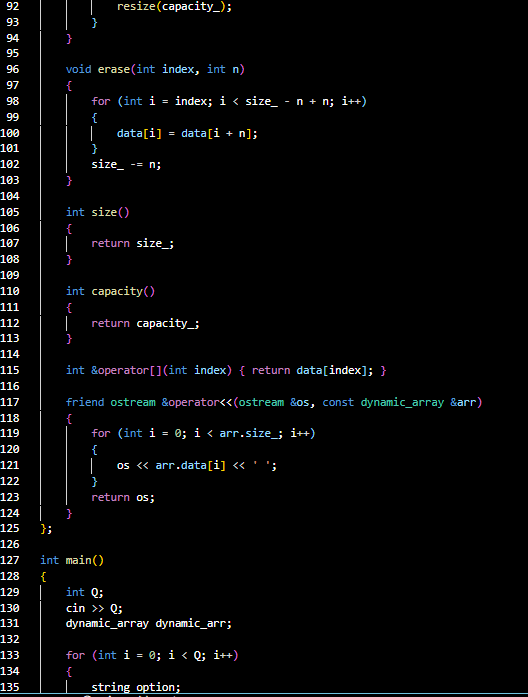 92 resize(capacity_);
93 }
94 }
95
96 void erase(int index, int n)
97 {
98 for (int i = index; i < size_ - n + n; i++)
99 {
100 data[i] = data[i + n];
101 }
102 size_ -= n;
103 }
104
105 int size()
106 {
107 return size_;
108 }
109
110 int capacity()
111 {
112 return capacity_;
113 }
114
115 int &operator[](int index) { return data[index]; }
116
117 friend ostream &operator<<(ostream &os, const dynamic_array &arr)
118 {
119 for (int i = 0; i < arr.size_; i++)
120 {
121 os << arr.data[i] << ' ';
122 }
123 return os;
124 }
125 };
126
127 int main()
128 {
129 int Q;
130 cin >> Q;
131 dynamic_array dynamic_arr;
132
133 for (int i = 0; i < Q; i++)
134 {
135 string option;